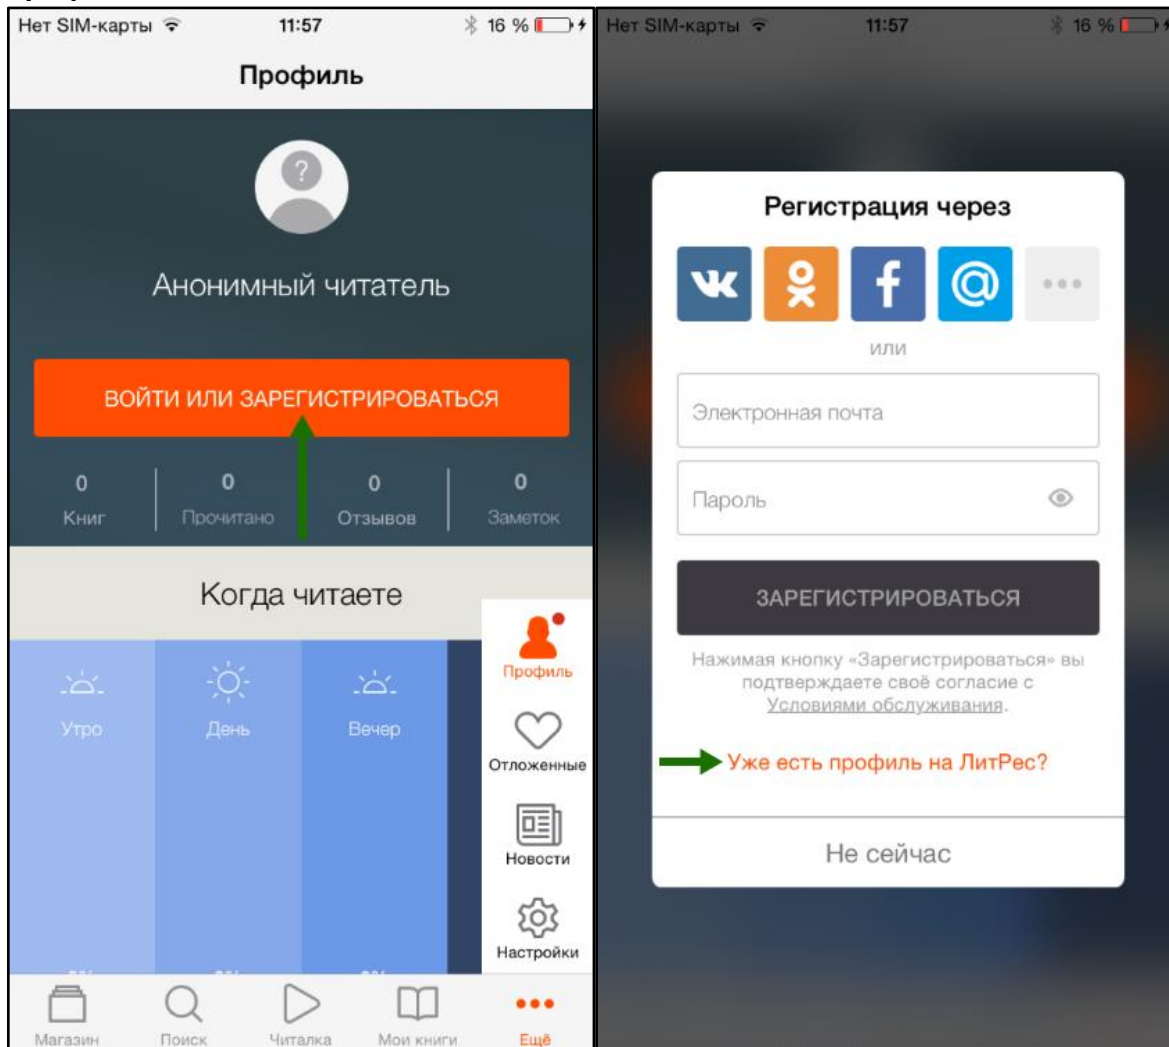 Нет SIM-карты 11:57 16 %
Профиль
?
Анонимный читатель
ВОЙТИ ИЛИ ЗАРЕГИСТРИРОВАТЬСЯ
0 0 0 0
Книг Прочитано Отзывов Заметок
Когда читаете
Утро День Вечер
Профиль
Отложенные
Новости
Настройки
Магазин Поиск Читалка Мои книги Ещё
Нет SIM-карты 11:57 16 %
Регистрация через
или
Электронная почта
Пароль
ЗАРЕГИСТРИРОВАТЬСЯ
Нажимая кнопку «Зарегистрироваться» вы
подтверждаете своё согласие с
Условиями обслуживания.
Уже есть профиль на ЛитРес?
Не сейчас